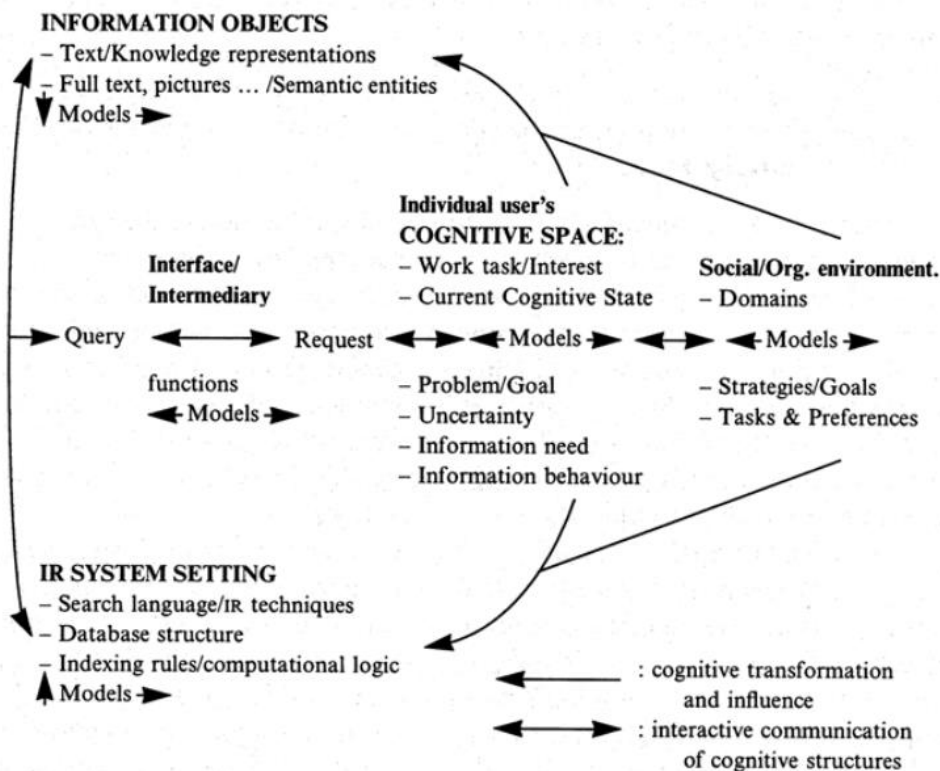 INFORMATION OBJECTS
– Text/Knowledge representations
– Full text, pictures ... /Semantic entities
Models
Individual user's
COGNITIVE SPACE:
– Work task/Interest
– Current Cognitive State
Interface/
Intermediary
Social/Org. environment.
– Domains
Query
Request
Models
Models
functions
Models
– Problem/Goal
– Uncertainty
– Information need
– Information behaviour
– Strategies/Goals
– Tasks & Preferences
IR SYSTEM SETTING
– Search language/IR techniques
– Database structure
– Indexing rules/computational logic
Models
: cognitive transformation
and influence
: interactive communication
of cognitive structures